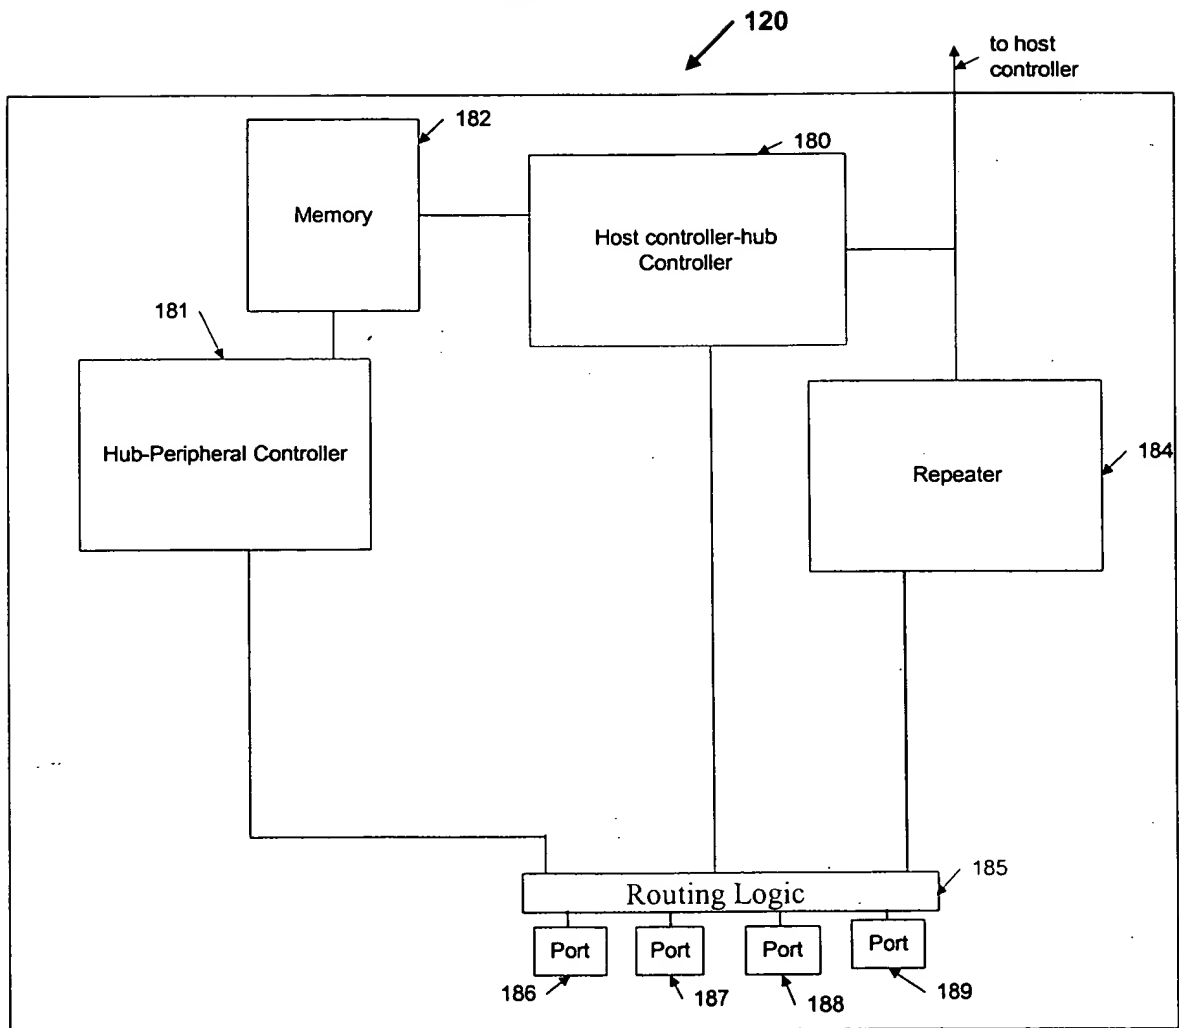 120
to host
controller
182
180
Memory
Host controller-hub
Controller
181
Hub-Peripheral Controller
Repeater
184
Routing Logic
185
Port
Port
Port
Port
186
187
188
189